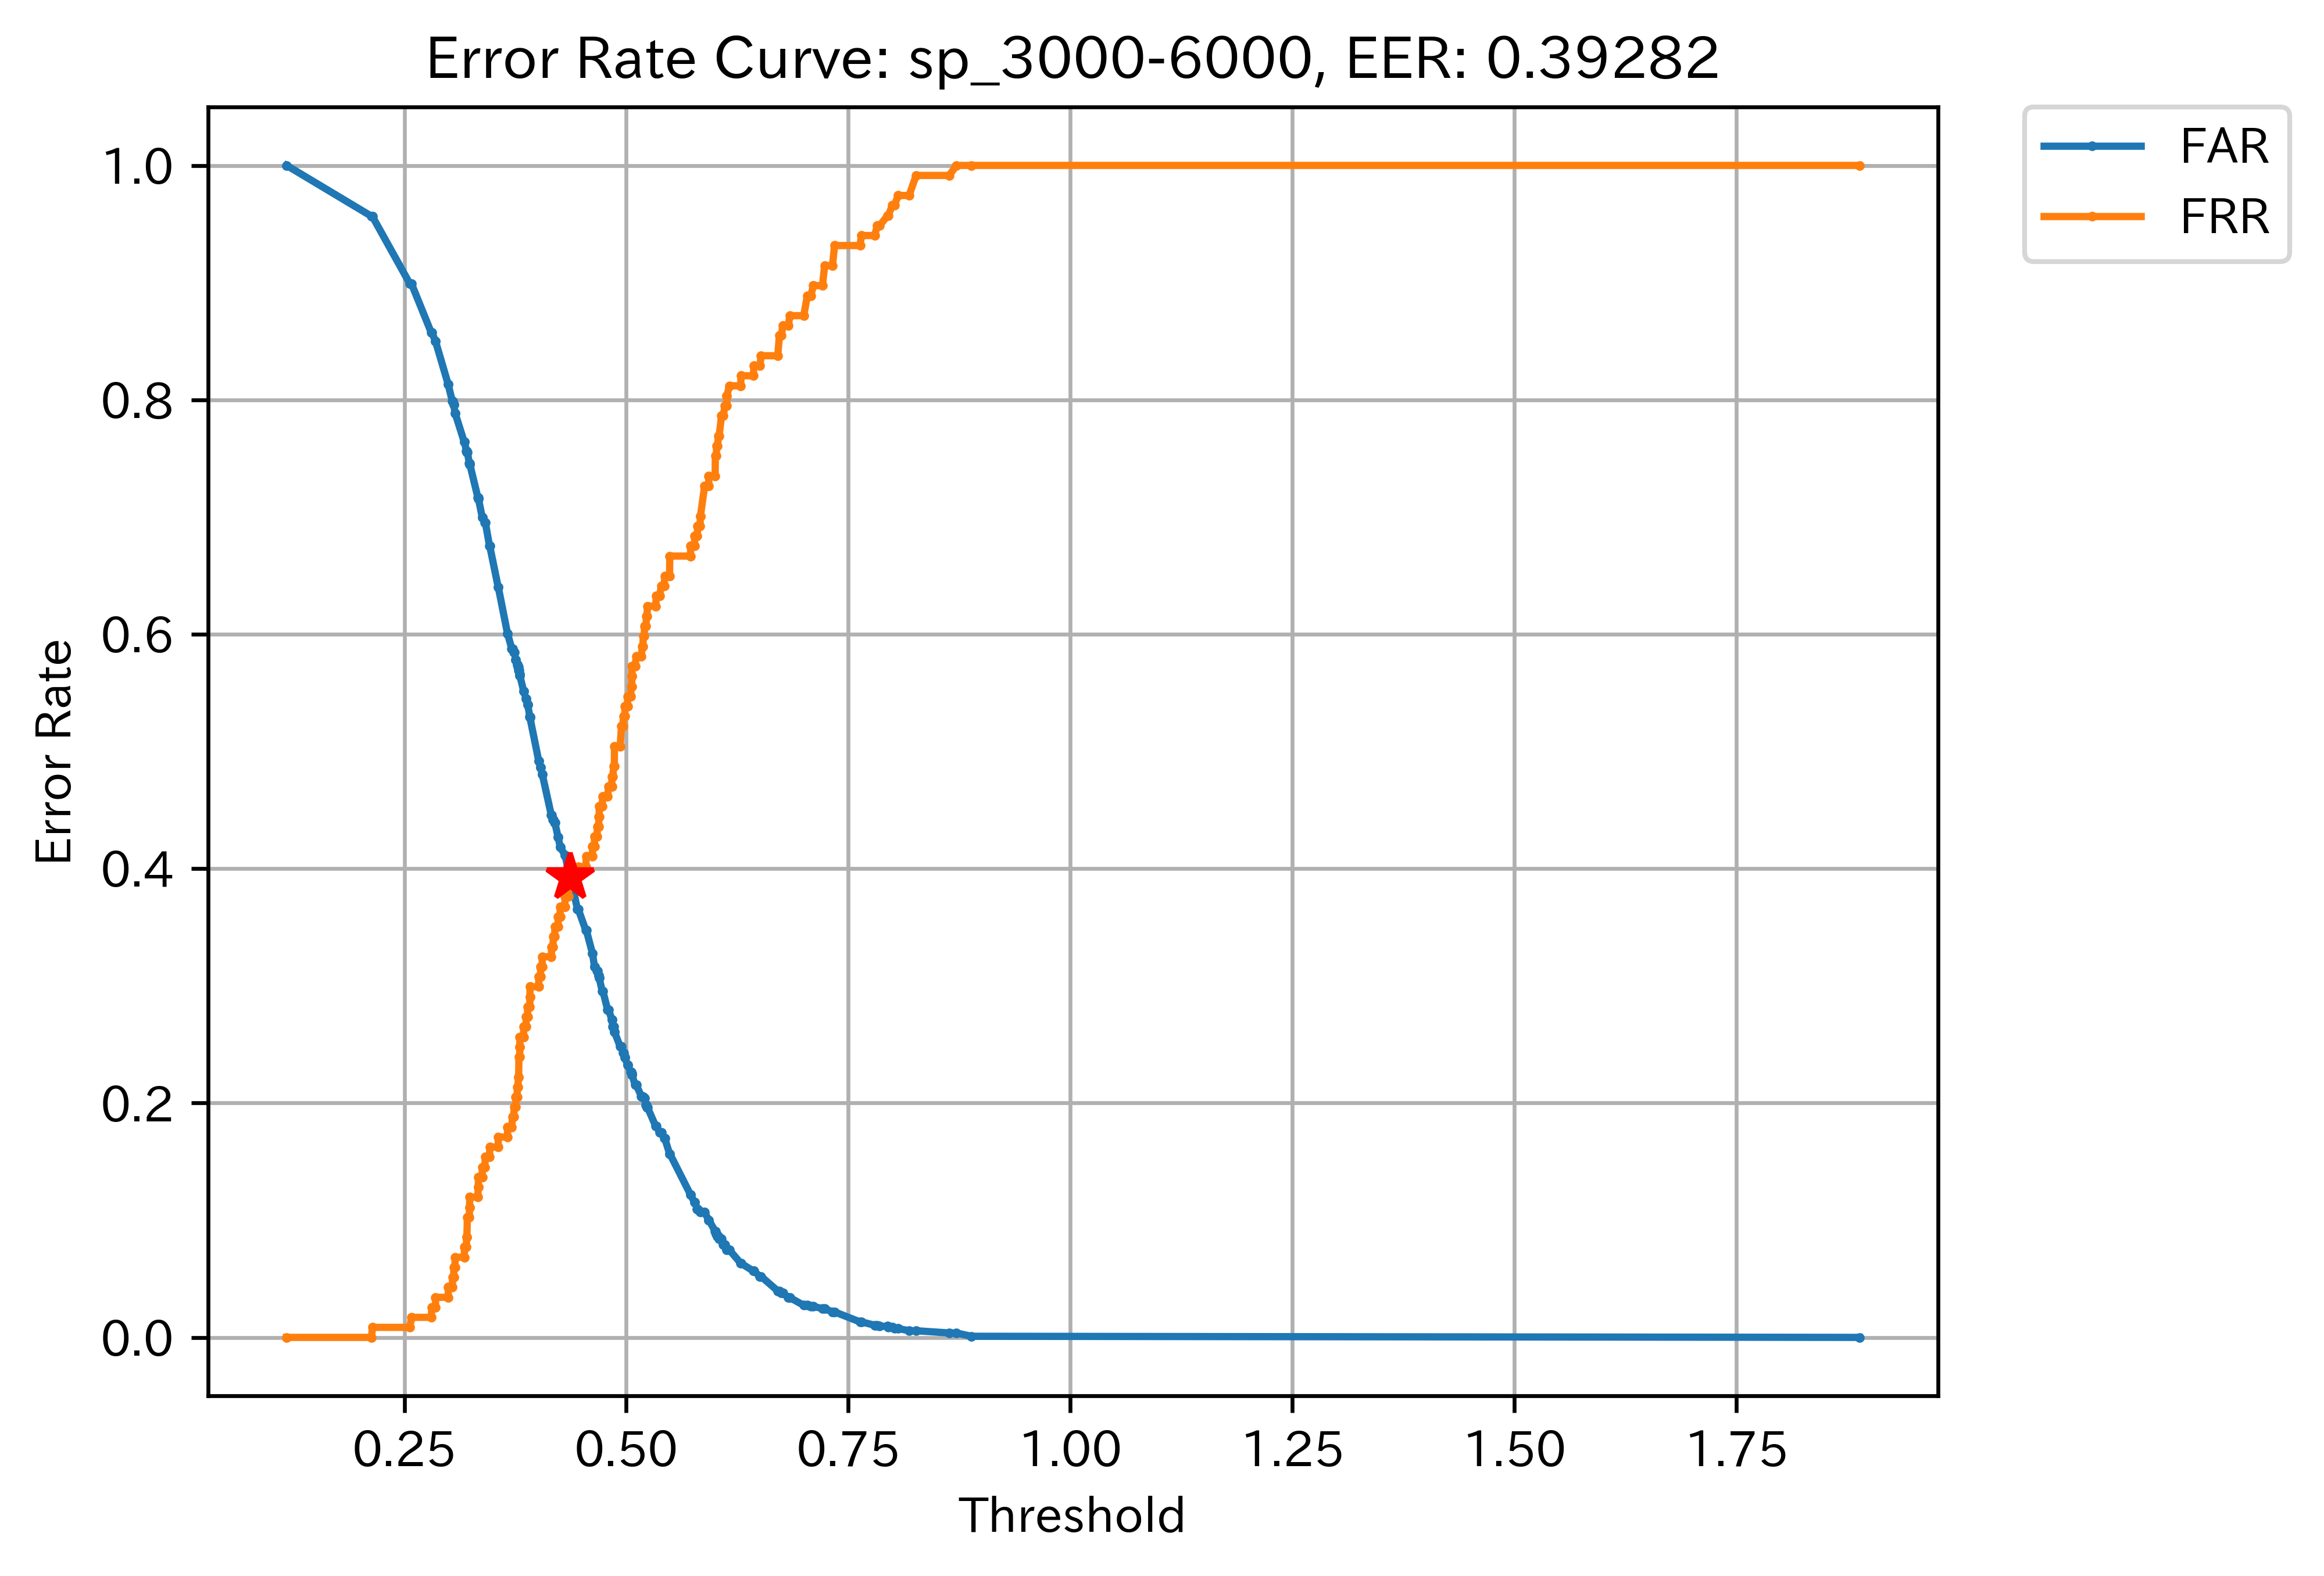 Error Rate Curve: sp_3000-6000, EER: 0.39282
FAR
FRR
1.0
0.8
0.6
0.4
0.2
0.0
Error Rate
0.25 0.50 0.75 1.00 1.25 1.50 1.75
Threshold